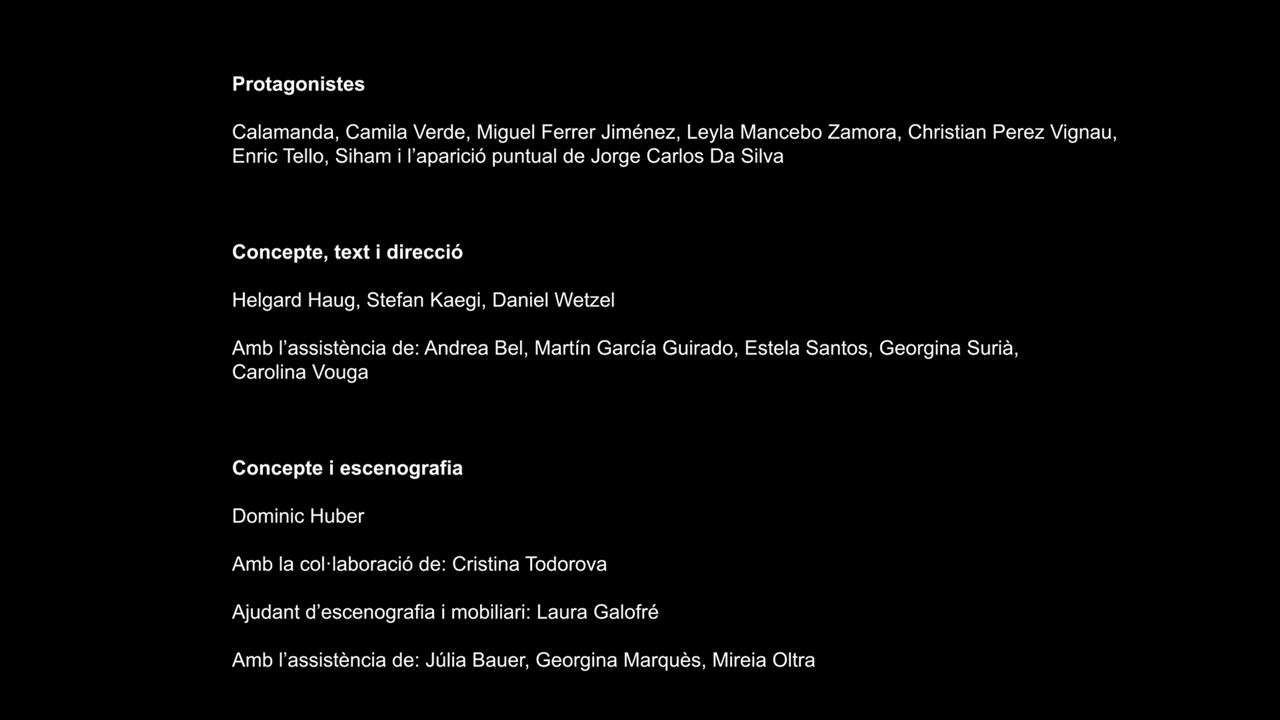 Protagonistes
Calamanda, Camila Verde, Miguel Ferrer Jiménez, Leyla Mancebo Zamora, Christian Perez Vignau,
Enric Tello, Siham i l’aparició puntual de Jorge Carlos Da Silva
Concepte, text i direcció
Helgard Haug, Stefan Kaegi, Daniel Wetzel
Amb l’assistència de: Andrea Bel, Martín García Guirado, Estela Santos, Georgina Surià,
Carolina Vouga
Concepte i escenografia
Dominic Huber
Amb la col·laboració de: Cristina Todorova
Ajudant d’escenografia i mobiliari: Laura Galofré
Amb l’assistència de: Júlia Bauer, Georgina Marquès, Mireia Oltra